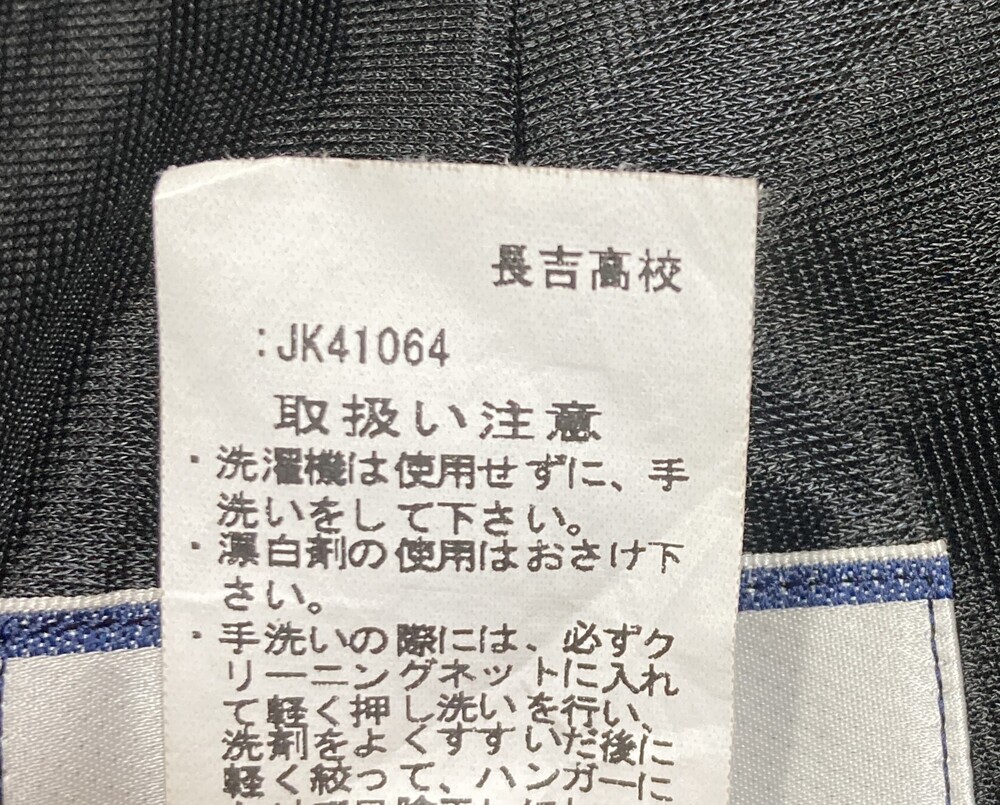 長吉高校
:JK41064
取扱い注意
・洗濯機は使用せずに、手
洗いをして下さい。
・漂白剤の使用はおさけ下
さい。
・手洗いの際には、必ずク
リーニングネットに入れ
て軽く押し洗いを行い、
洗剤をよくすすいだ後に
軽く絞って、ハンガーに